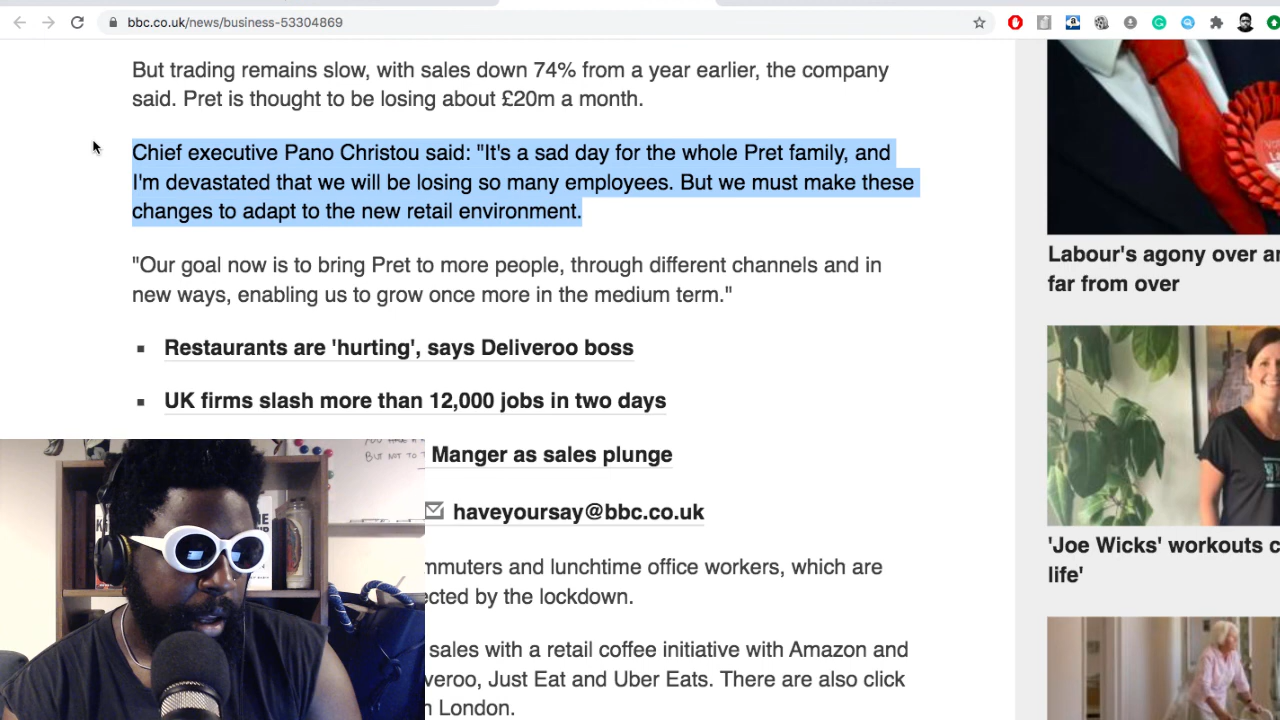 bbc.co.uk/news/business-53304869
But trading remains slow, with sales down 74% from a year earlier, the company
said. Pret is thought to be losing about £20m a month.
Chief executive Pano Christou said: "It's a sad day for the whole Pret family, and
I'm devastated that we will be losing so many employees. But we must make these
changes to adapt to the new retail environment.
"Our goal now is to bring Pret to more people, through different channels and in
new ways, enabling us to grow once more in the medium term."
Restaurants are 'hurting', says Deliveroo boss
UK firms slash more than 12,000 jobs in two days
Manger as sales plunge
haveyoursay@bbc.co.uk
mmuters and lunchtime office workers, which are
ected by the lockdown.
sales with a retail coffee initiative with Amazon and
veroo, Just Eat and Uber Eats. There are also click
n London.
Labour's agony over
far from over
'Joe Wicks' workouts
life'
BUT NOT TO